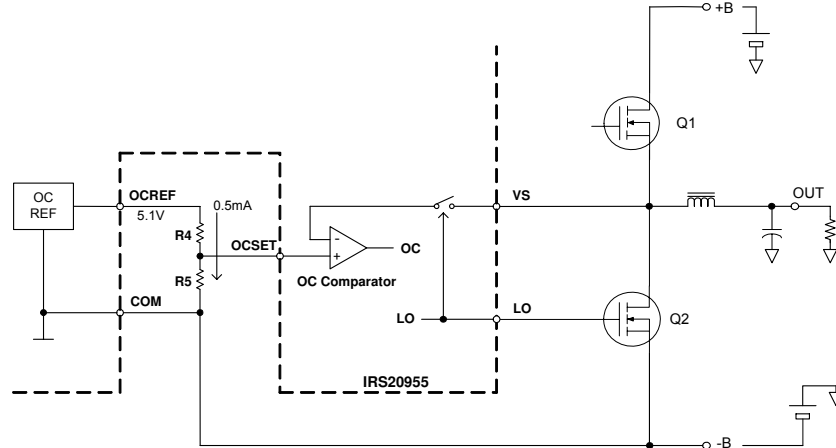 +B
Q1
OC
REF
OCREF
5.1V
0.5mA
VS
OUT
R4
OCSET
-
+
OC
OC Comparator
R5
COM
LO
LO
Q2
IRS20955
-B